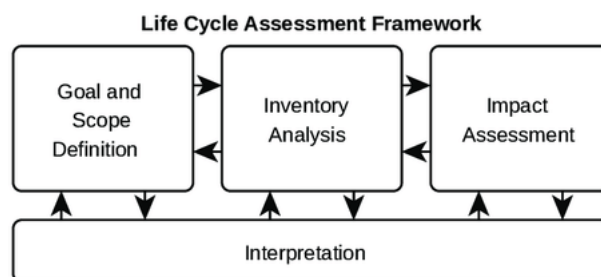 Life Cycle Assessment Framework
Goal and
Scope
Definition
Inventory
Analysis
Impact
Assessment
Interpretation